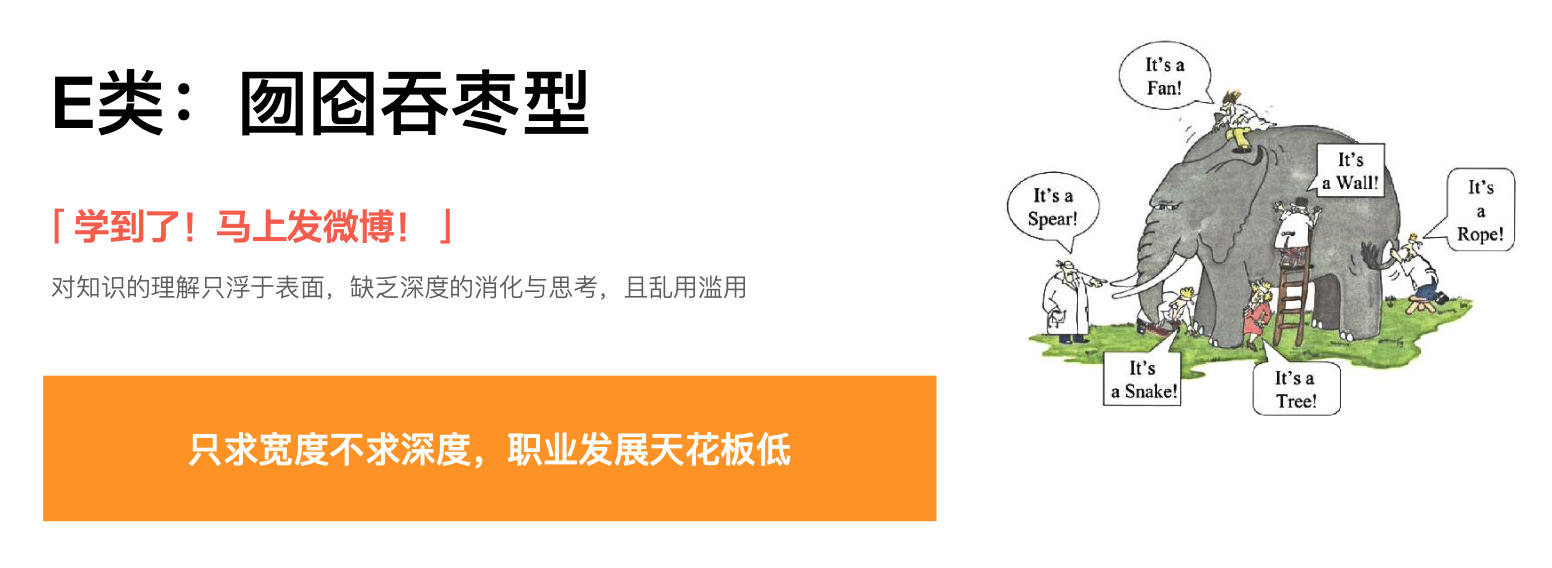 E类：囫囵吞枣型
「 学到了！马上发微博！ 」
对知识的理解只浮于表面，缺乏深度的消化与思考，且乱用滥用
只求宽度不求深度，职业发展天花板低
It's a
Fan!
It's
a Wall!
It's a
Spear!
It's
a
Rope!
It's
a Snake!
It's a
Tree!